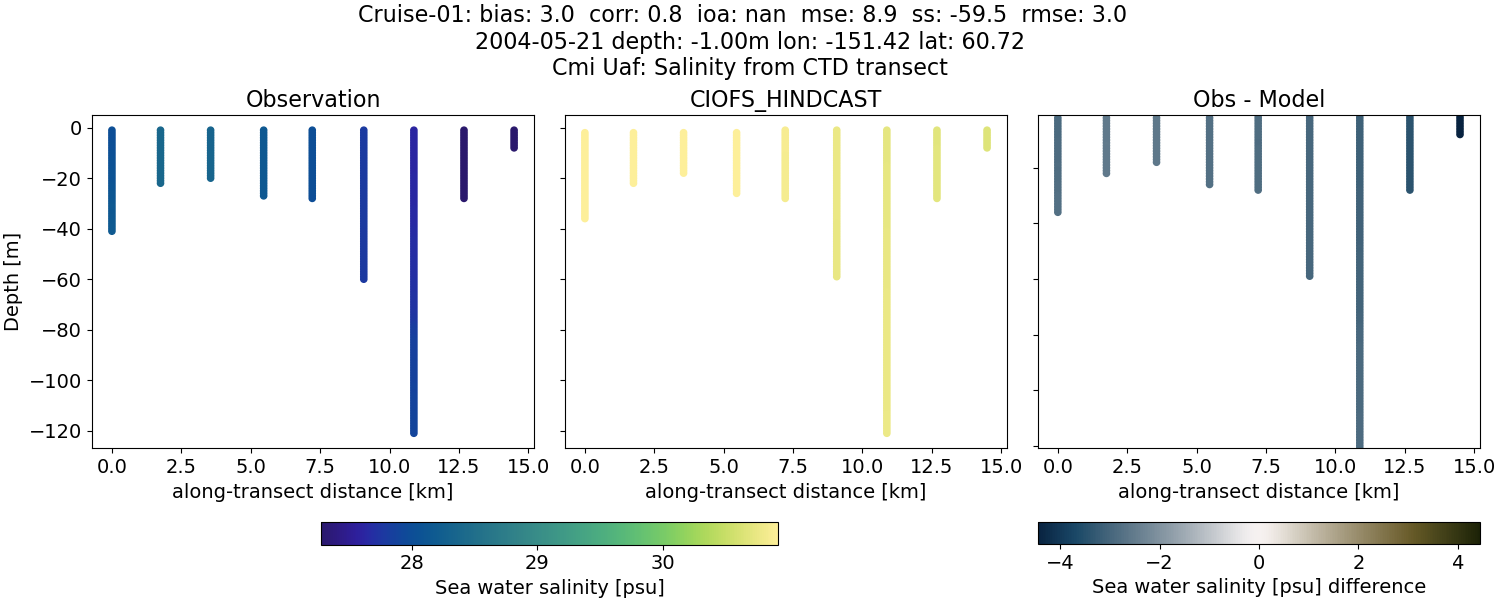 Cruise-01: bias: 3.0  corr: 0.8  ioa: nan  mse: 8.9  ss: -59.5  rmse: 3.0
2004-05-21 depth: -1.00m lon: -151.42 lat: 60.72
Cmi Uaf: Salinity from CTD transect
Observation
CIOFS_HINDCAST
Obs - Model
Depth [m]
0
−20
−40
−60
−80
−100
−120
0.0 2.5 5.0 7.5 10.0 12.5 15.0
0.0 2.5 5.0 7.5 10.0 12.5 15.0
0.0 2.5 5.0 7.5 10.0 12.5 15.0
along-transect distance [km]
along-transect distance [km]
along-transect distance [km]
28 29 30
Sea water salinity [psu]
−4 −2 0 2 4
Sea water salinity [psu] difference